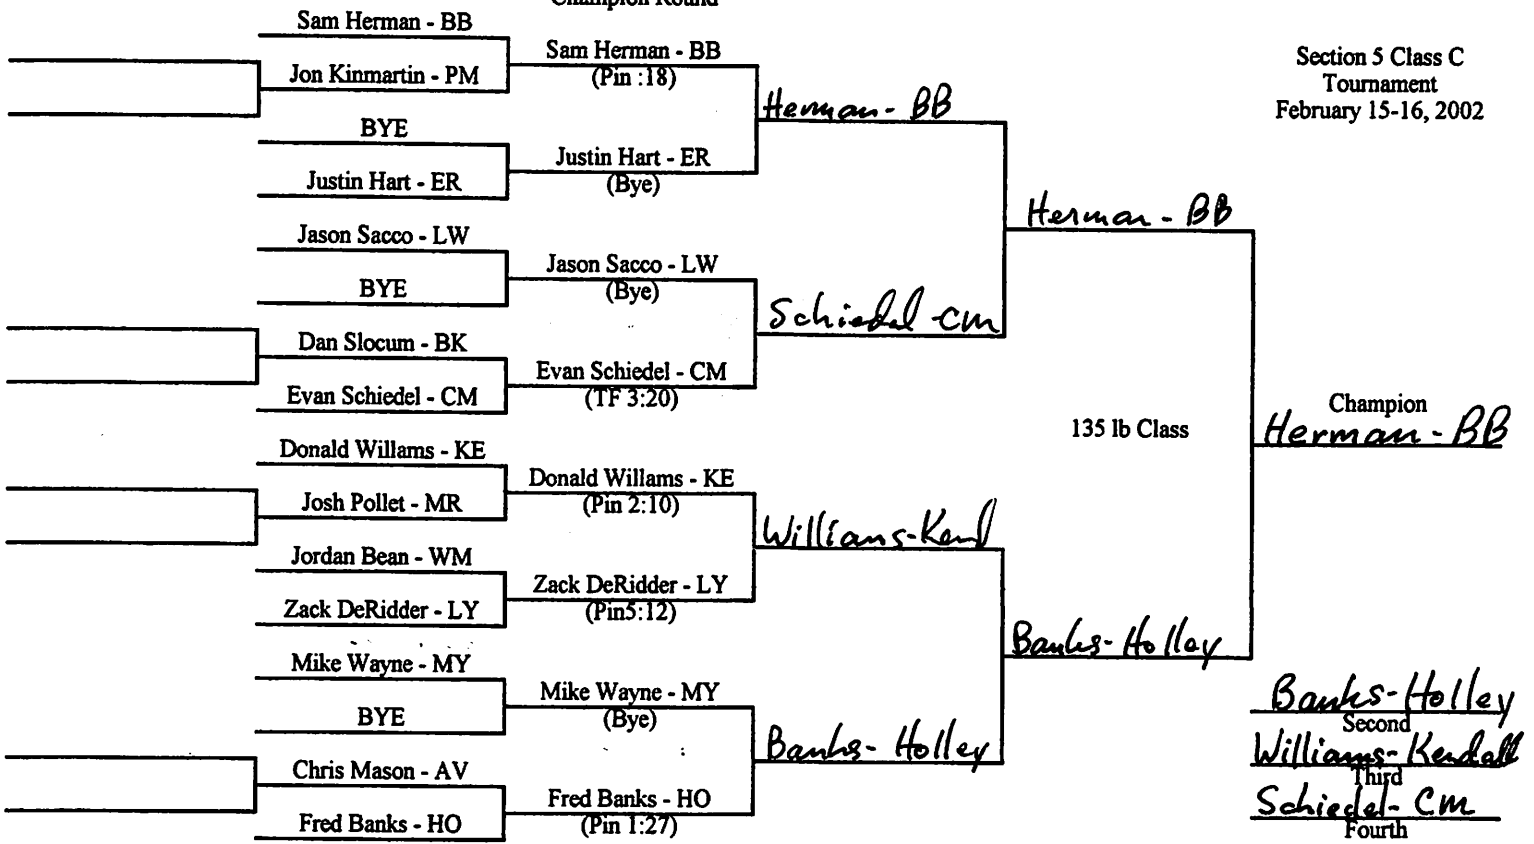 Champion Round
Sam Herman - BB
Sam Herman - BB
(Pin :18)
Jon Kinmartin - PM
Section 5 Class C
Tournament
February 15-16, 2002
Herman - BB
BYE
Justin Hart - ER
(Bye)
Justin Hart - ER
Herman - BB
Jason Sacco - LW
Jason Sacco - LW
(Bye)
BYE
Schiedel - CM
Dan Slocum - BK
Evan Schiedel - CM
(TF 3:20)
Evan Schiedel - CM
135 lb Class
Champion
Herman - BB
Donald Willams - KE
Donald Willams - KE
(Pin 2:10)
Josh Pollet - MR
Williams-Kend
Jordan Bean - WM
Zack DeRidder - LY
(Pin5:12)
Zack DeRidder - LY
Banks-Holley
Mike Wayne - MY
Mike Wayne - MY
(Bye)
BYE
Banks- Holley
Chris Mason - AV
Fred Banks - HO
(Pin 1:27)
Fred Banks - HO
Banks-Holley
Second
Williams-Kendall
Third
Schiedel- CM
Fourth